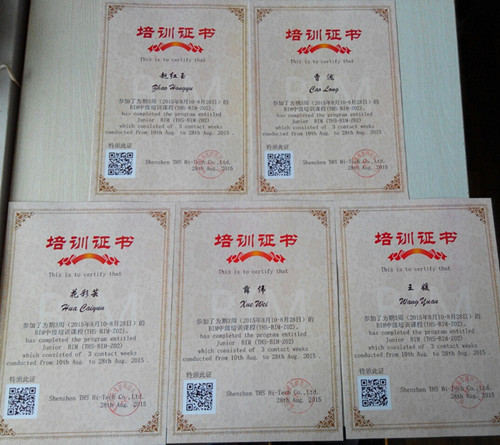 培训证书
This is to certify that
赵红玉
Zhao Hongyu
参加了为期3周（2015年8月10-8月28日）的
BIM中级培训课程(THS-BIM-202)
has completed the program entitled
Junior BIM (THS-BIM-202)
which consisted of 3 contact weeks
conducted from 10th Aug. to 28th Aug. 2015
特颁此证
Shenzhen THS Hi-Tech Co.,Ltd.
28th Aug. 2015
培训证书
This is to certify that
曹
Cao Long
参加了为期3周（2015年8月10-8月28日）的
BIM中级培训课程(THS-BIM-202)
has completed the program entitled
Junior BIM (THS-BIM-202)
which consisted of 3 contact weeks
conducted from 10th Aug. to 28th Aug. 2015
特颁此证
Shenzhen THS Hi-Tech Co.,Ltd.
28th Aug. 2015
培训证书
This is to certify that
花彩英
参加了为期3周（2015年8月10-8月28日）的
BIM中级培训课程(THS-BIM-202),
has completed the program entitled
Junior BIM (THS-BIM-202)
which consisted of 3 contact weeks
conducted from 10th Aug. to 28th Aug. 2015.
特颁此证
Shenzhen THS Hi-Tech Co.,Ltd.
28th Aug. 2015
培训证书
This is to certify that
薛伟
Xue Wei
参加了为期3周（2015年8月10-8月28日）的
BIM中级培训课程(THS-BIM-202),
has completed the program entitled
Junior BIM (THS-BIM-202)
which consisted of 3 contact weeks
conducted from 10th Aug. to 28th Aug. 2015.
特颁此证
Shenzhen THS Hi-Tech Co.,Ltd.
28th Aug. 2015
培训证书
This is to certify that
王媛
Wang Yuan
参加了为期3周（2015年8月10-8月28日）的
BIM中级培训课程(THS-BIM-202),
has completed the program entitled
Junior BIM (THS-BIM-202)
which consisted of 3 contact weeks
conducted from 10th Aug. to 28th Aug. 2015.
特颁此证
Shenzhen THS Hi-Tech Co.,Ltd.
28th Aug. 2015